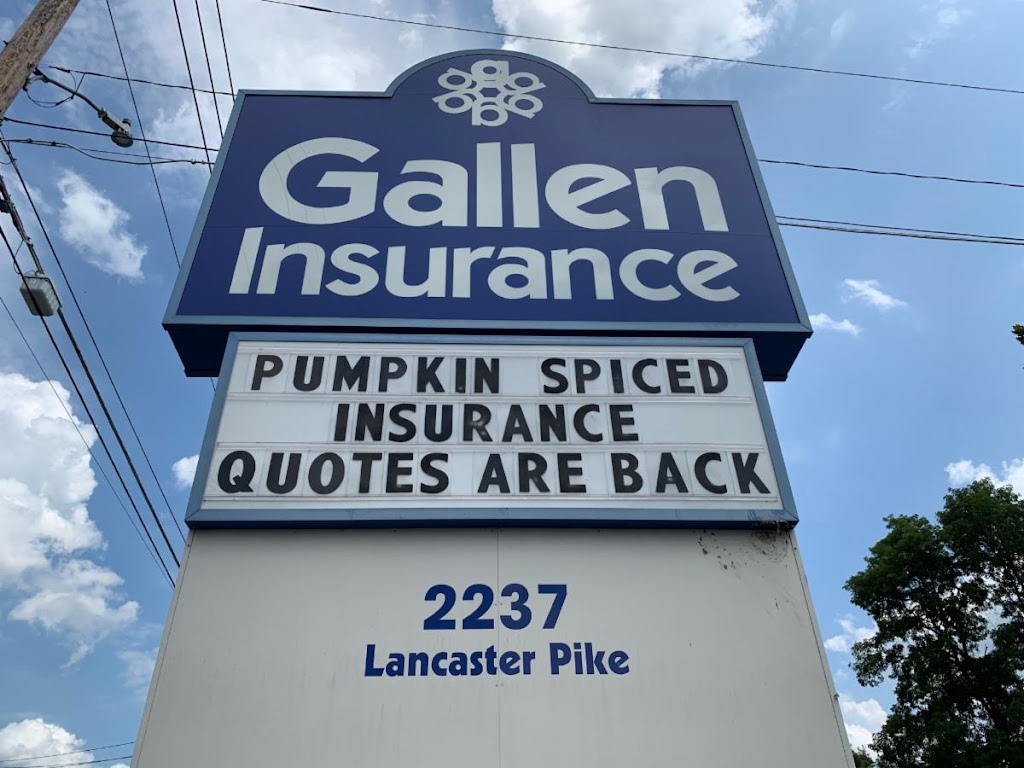 Gallen
Insurance
PUMPKIN SPICED
INSURANCE
QUOTES ARE BACK
2237
Lancaster Pike